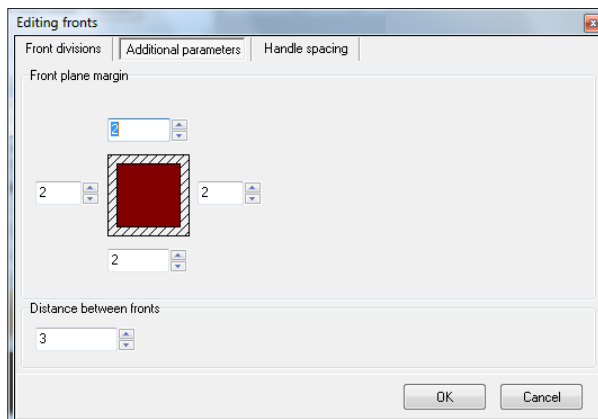 Editing fronts
Front divisions Additional parameters Handle spacing
Front plane margin
2
2 2
2
Distance between fronts
3
OK Cancel